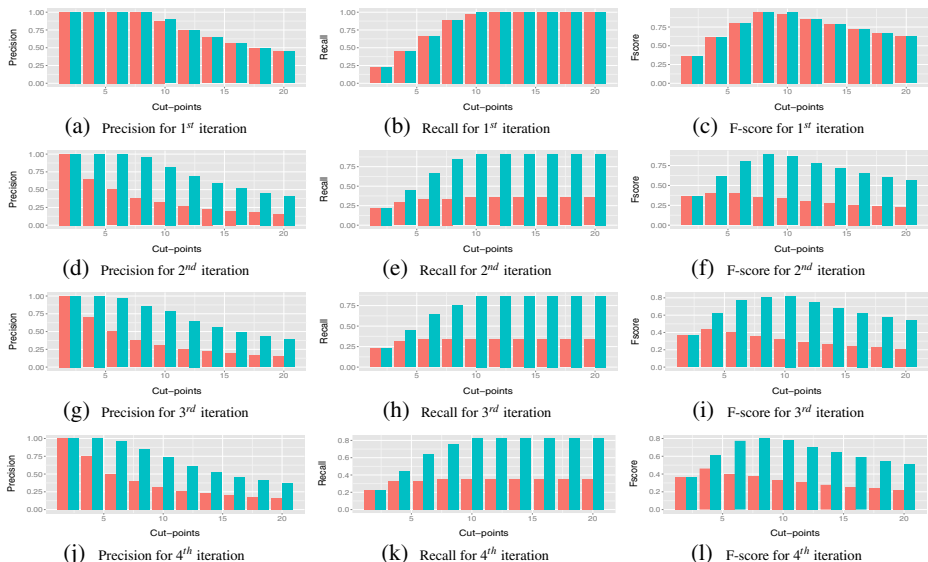 Precision
1.00
0.75
0.50
0.25
0.00
5 10 15 20
Cut−points
(a) Precision for 1st iteration
Recall
1.00
0.75
0.50
0.25
0.00
5 10 15 20
Cut−points
(b) Recall for 1st iteration
Fscore
0.75
0.50
0.25
0.00
5 10 15 20
Cut−points
(c) F-score for 1st iteration
Precision
1.00
0.75
0.50
0.25
0.00
5 10 15 20
Cut−points
(d) Precision for 2nd iteration
Recall
0.75
0.50
0.25
0.00
5 10 15 20
Cut−points
(e) Recall for 2nd iteration
Fscore
0.75
0.50
0.25
0.00
5 10 15 20
Cut−points
(f) F-score for 2nd iteration
Precision
1.00
0.75
0.50
0.25
0.00
5 10 15 20
Cut−points
(g) Precision for 3rd iteration
Recall
0.75
0.50
0.25
0.00
5 10 15 20
Cut−points
(h) Recall for 3rd iteration
Fscore
0.8
0.6
0.4
0.2
0.0
5 10 15 20
Cut−points
(i) F-score for 3rd iteration
Precision
1.00
0.75
0.50
0.25
0.00
5 10 15 20
Cut−points
(j) Precision for 4th iteration
Recall
0.8
0.6
0.4
0.2
0.0
5 10 15 20
Cut−points
(k) Recall for 4th iteration
Fscore
0.8
0.6
0.4
0.2
0.0
5 10 15 20
Cut−points
(l) F-score for 4th iteration